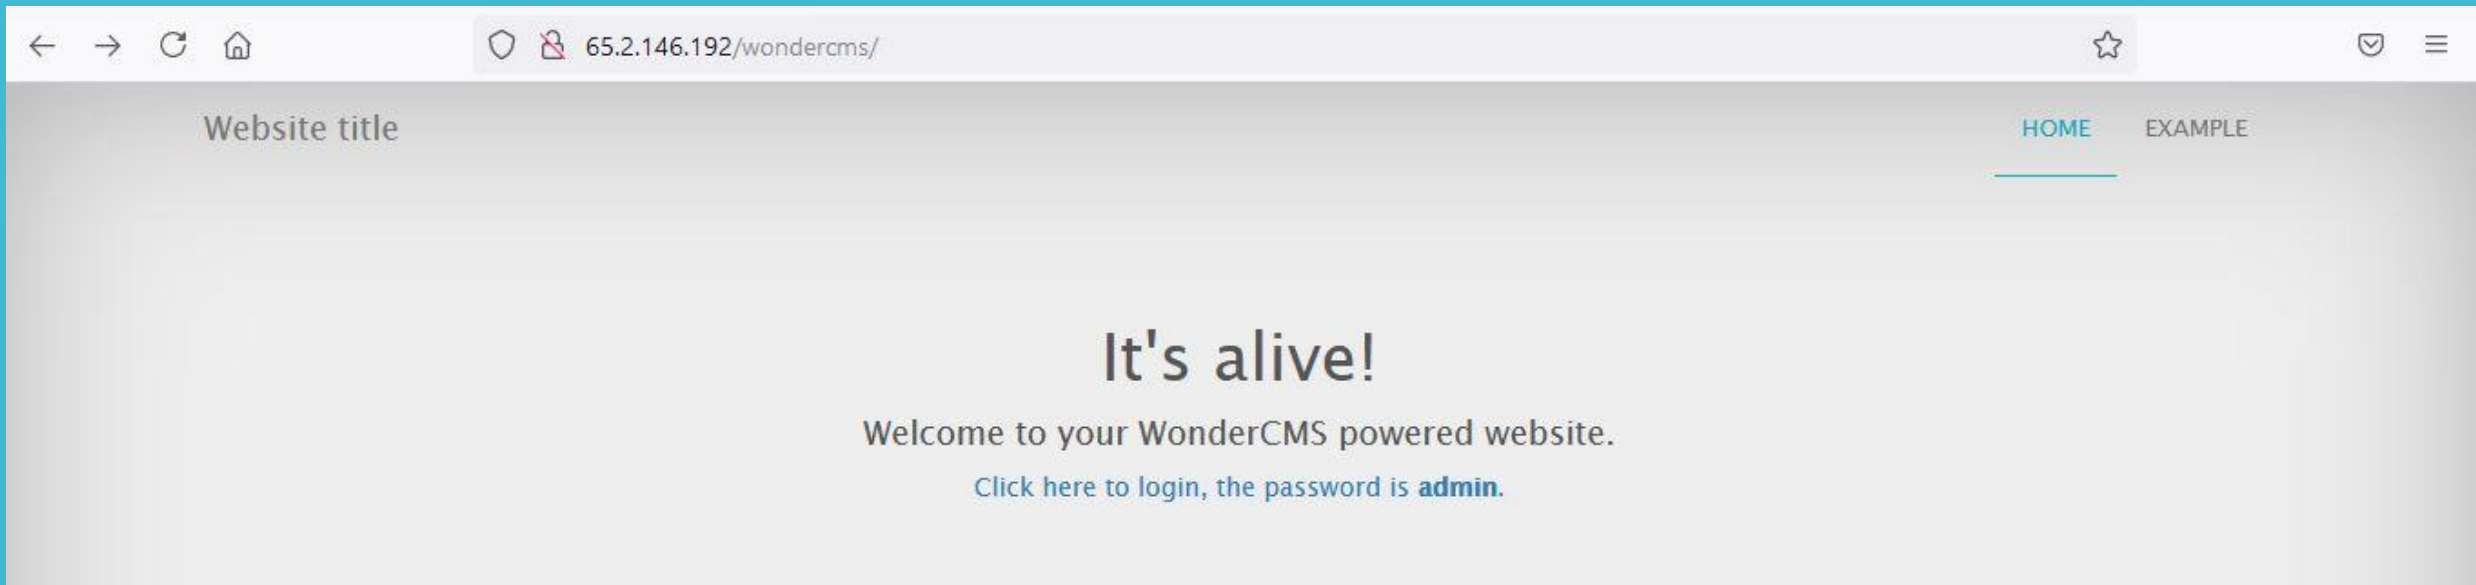 65.2.146.192/wondercms/
Website title
HOME
EXAMPLE
It's alive!
Welcome to your WonderCMS powered website.
Click here to login, the password is admin.